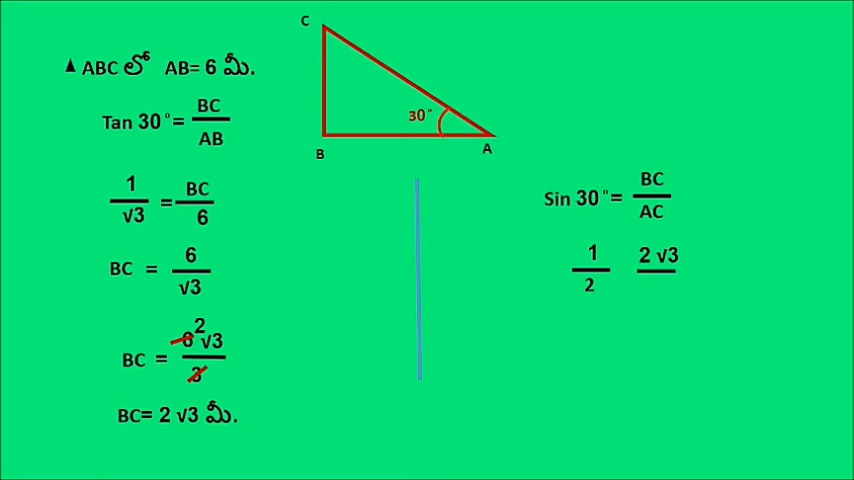 C
▲ ABC లో AB= 6 మీ.
30°
B
A
Tan 30°= BC
AB
1 = BC
√3 6
BC = 6
√3
BC = 6 2 √3
3
BC= 2 √3 మీ.
Sin 30°= BC
AC
1 2 √3
2